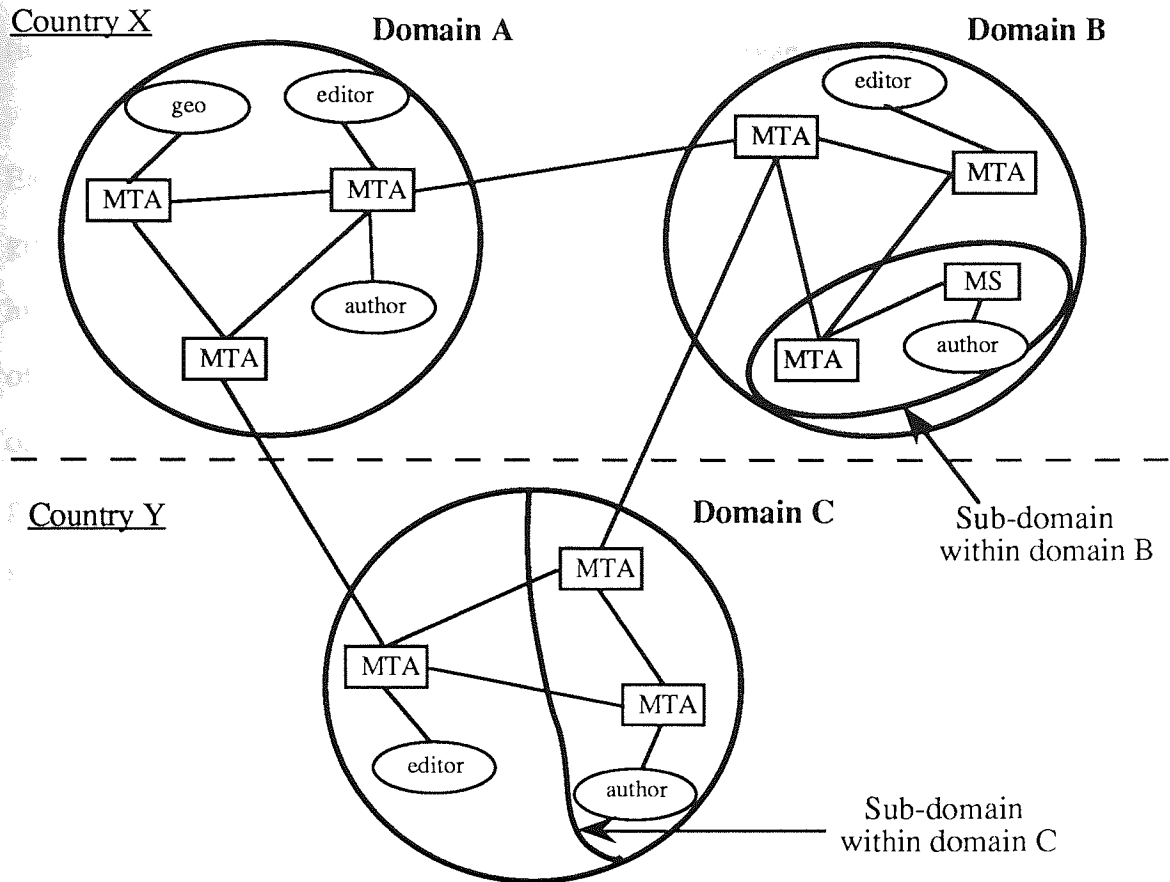 Country X
Domain A
Domain B
geo
editor
editor
MTA
MTA
MTA
MTA
author
MS
MTA
MTA
author
Country Y
Domain C
Sub-domain
within domain B
MTA
MTA
MTA
editor
author
Sub-domain
within domain C